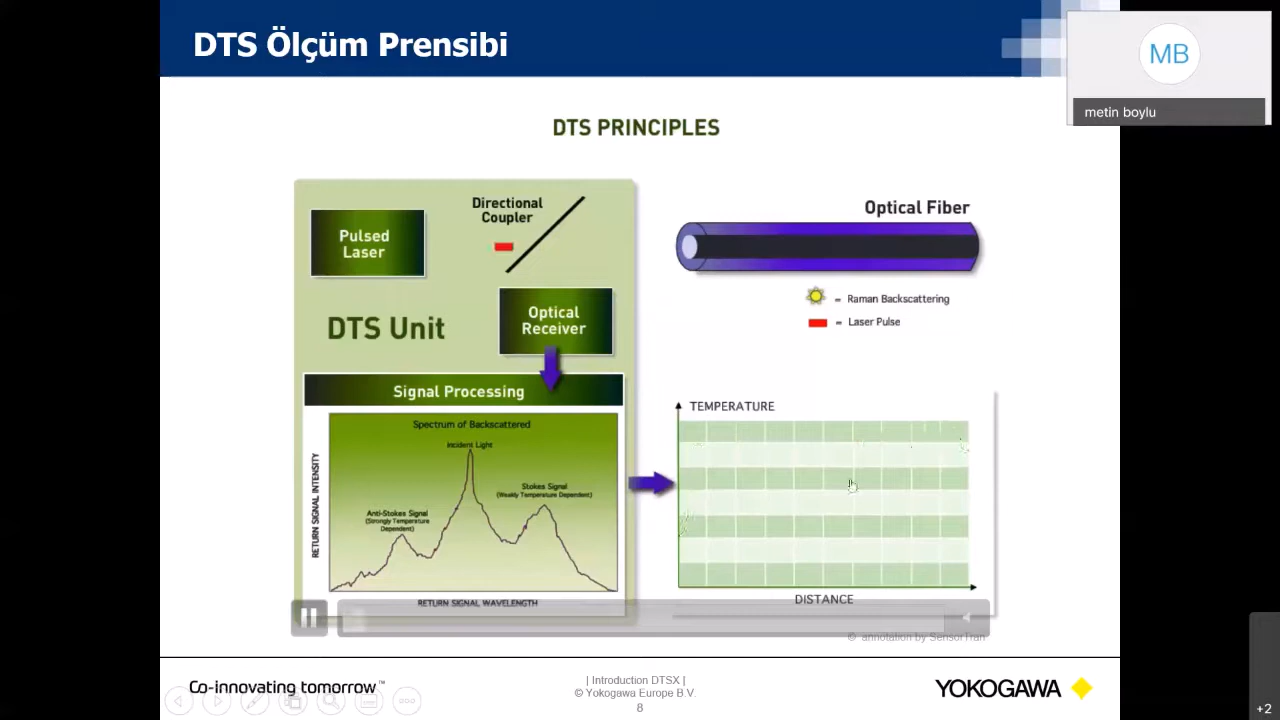 DTS Ölçüm Prensibi
MB
metin boylu
DTS PRINCIPLES
Pulsed
Laser
Directional
Coupler
Optical Fiber
DTS Unit
Optical
Receiver
= Raman Backscattering
= Laser Pulse
Signal Processing
Spectrum of Backscattered
Incident Light
Stokes Signal
(Weakly Temperature Dependent)
Anti-Stokes Signal
(Strongly Temperature
Dependent)
RETURN SIGNAL INTENSITY
RETURN SIGNAL WAVELENGTH
TEMPERATURE
DISTANCE
© annotation by SensorTran
Co-innovating tomorrow™
| Introduction DTSX |
© Yokogawa Europe B.V.
8
YOKOGAWA
+2